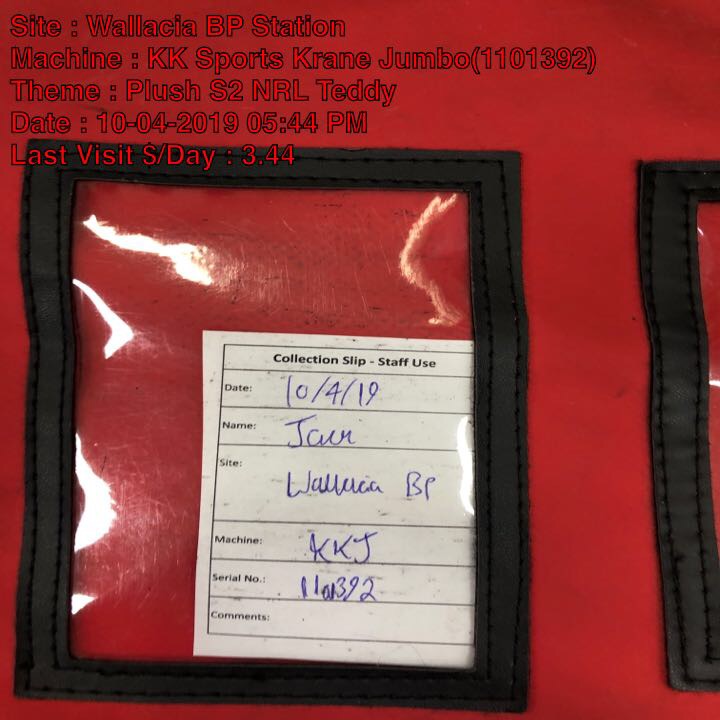 Site : Wallacia BP Station
Machine : KK Sports Krane Jumbo(1101392)
Theme : Plush S2 NRL Teddy
Date : 10-04-2019 05:44 PM
Last Visit $/Day : 3.44
Collection Slip - Staff Use
Date: 10/4/19
Name:
Site: Wallacia BP
Machine: KKJ
Serial No.: 1101392
Comments: